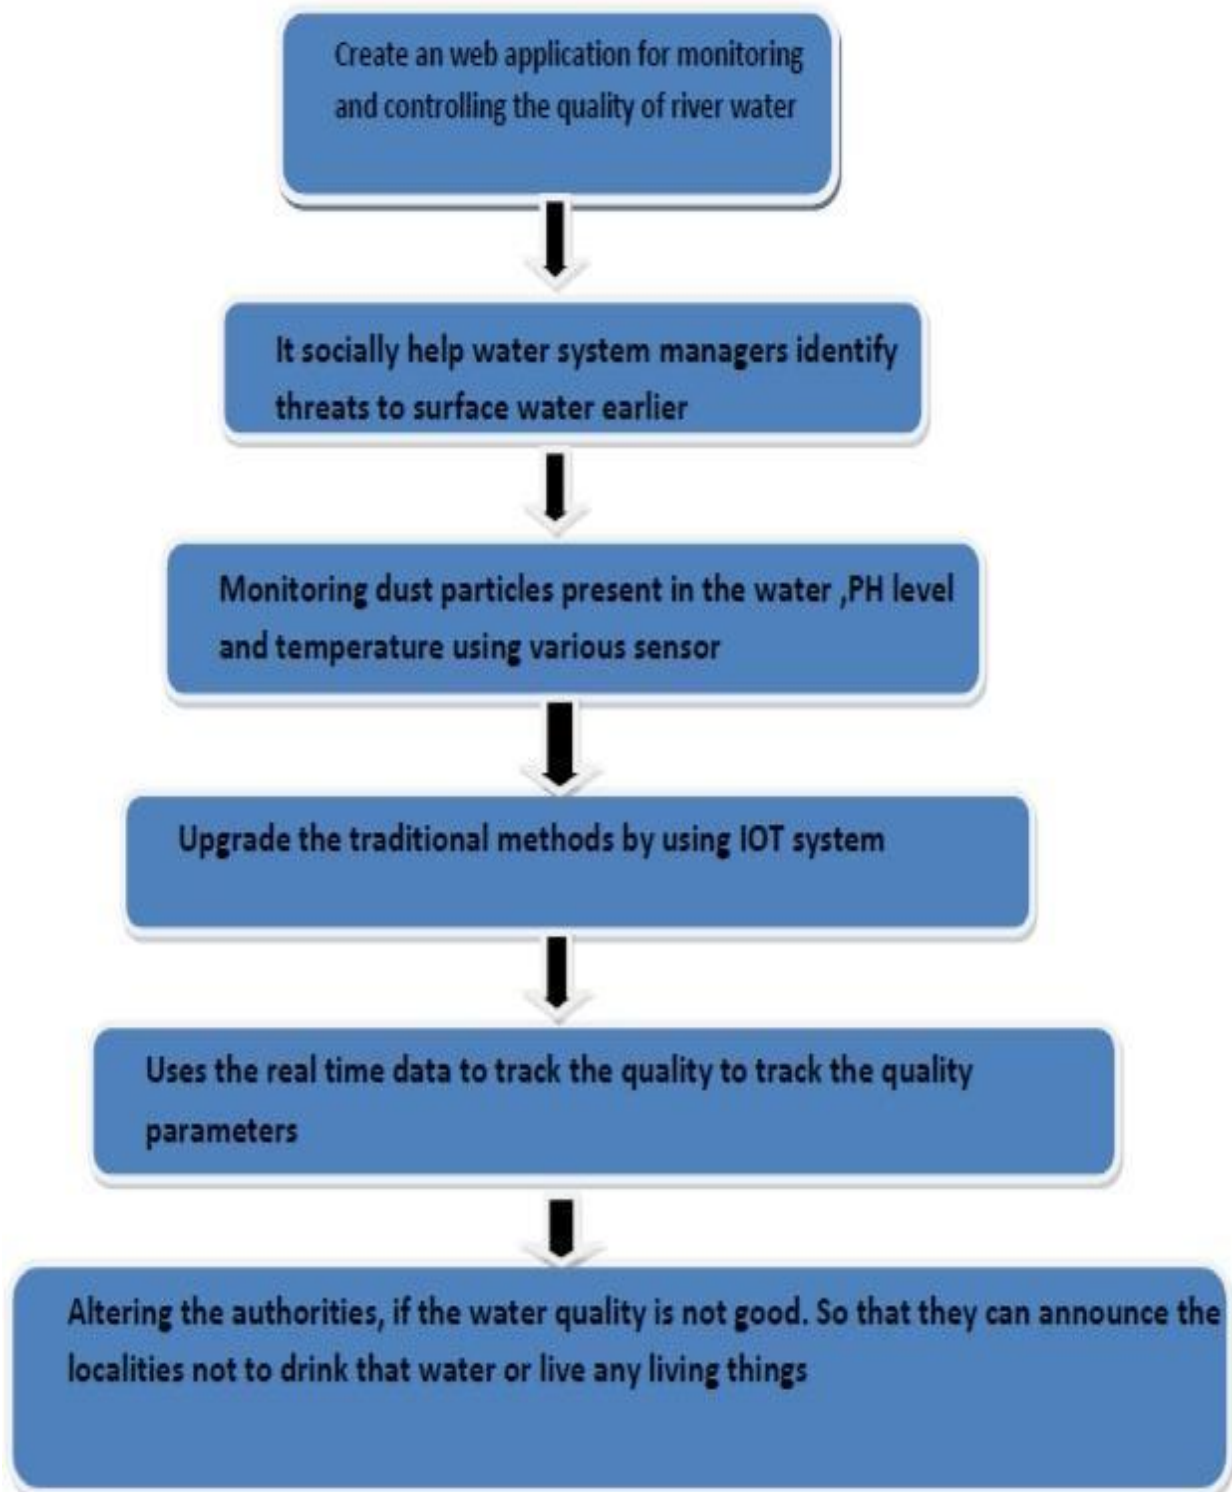 Create an web application for monitoring
and controlling the quality of river water
It socially help water system managers identify
threats to surface water earlier
Monitoring dust particles present in the water ,PH level
and temperature using various sensor
Upgrade the traditional methods by using IOT system
Uses the real time data to track the quality to track the quality
parameters
Altering the authorities, if the water quality is not good. So that they can announce the
localities not to drink that water or live any living things